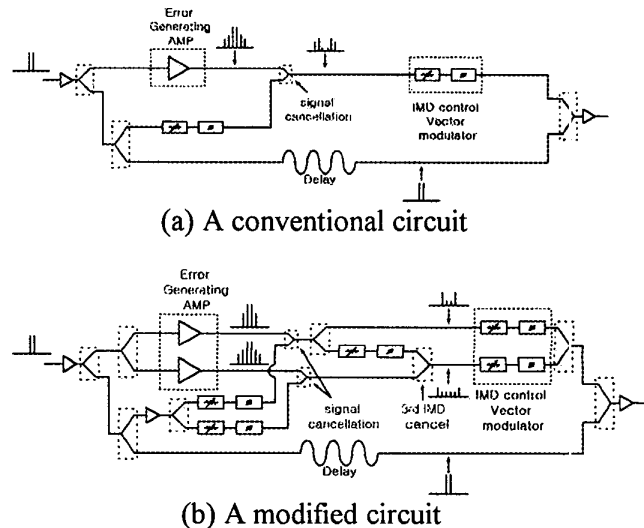 Error
Generating
AMP
signal
cancellation
IMD control
Vector
modulator
Delay
(a) A conventional circuit
Error
Generating
AMP
signal
cancellation
3rd IMD
cancel
IMD control
Vector
modulator
Delay
(b) A modified circuit